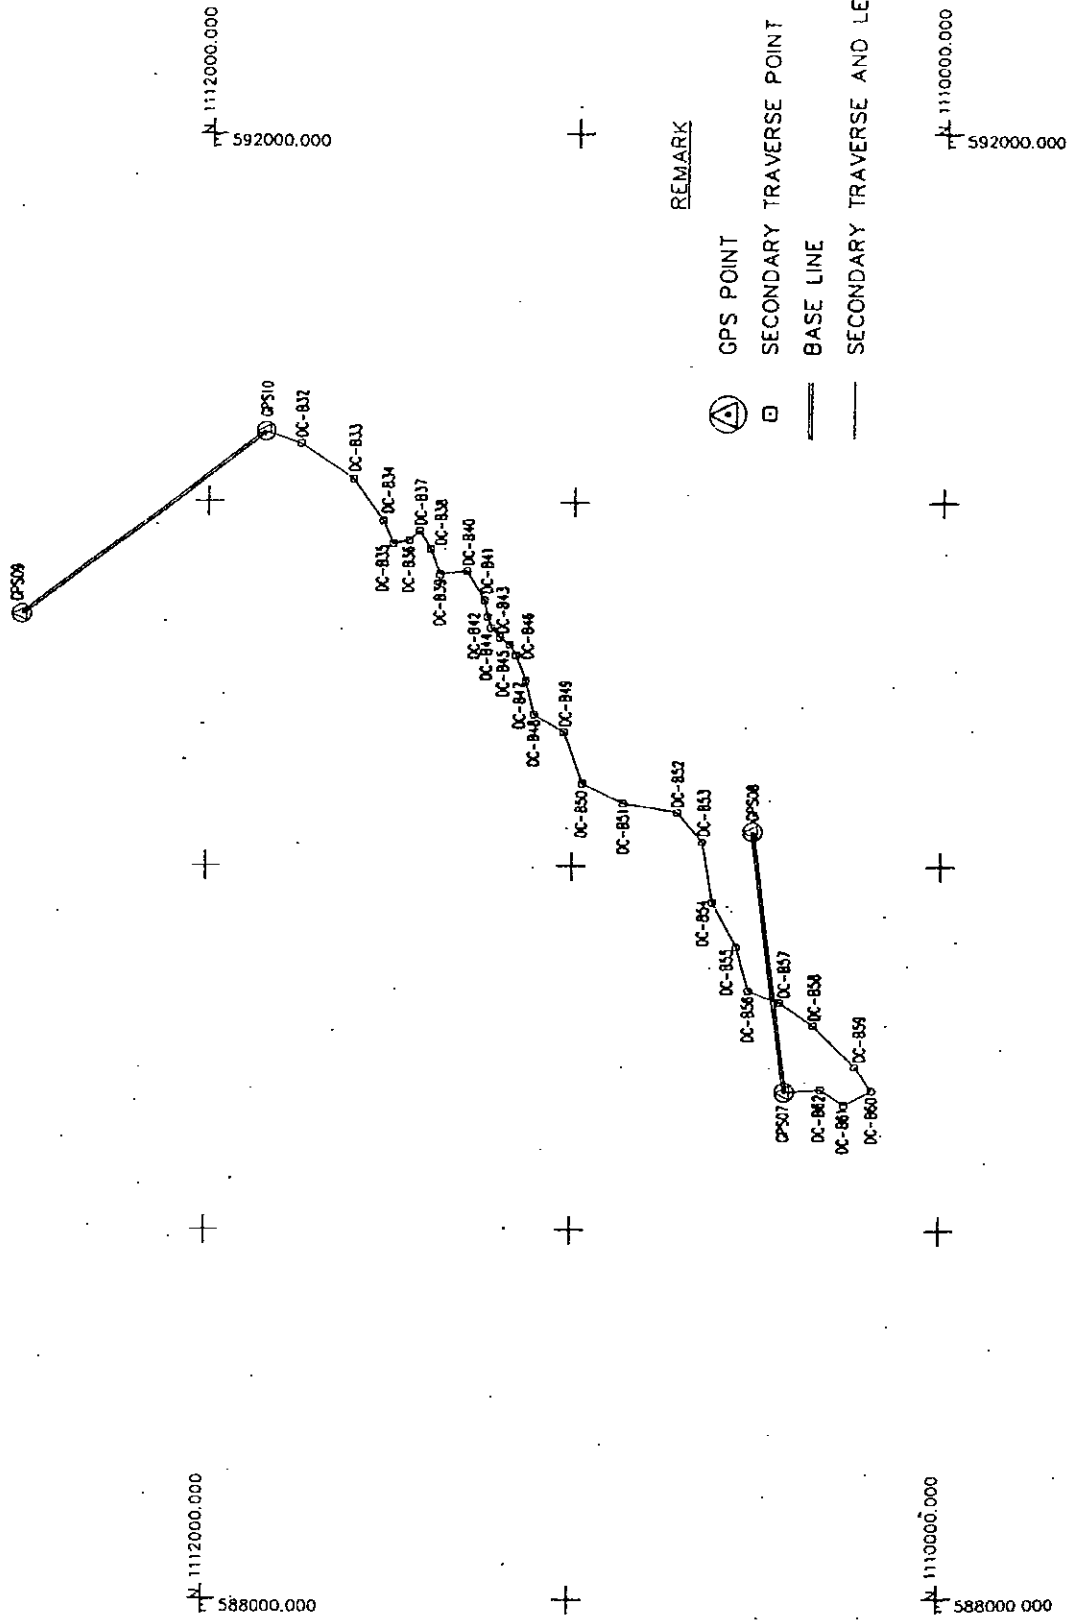 N 1112000.000
E 592000.000
N 1110000.000
E 592000.000
REMARK
GPS POINT
SECONDARY TRAVERSE POINT
BASE LINE
SECONDARY TRAVERSE AND LE
GPS09
GPS10
DC-B32
DC-B33
DC-B34
DC-B35
DC-B36
DC-B37
DC-B38
DC-B39
DC-B40
DC-B41
DC-B42
DC-B43
DC-B44
DC-B45
DC-B46
DC-B47
DC-B48
DC-B49
DC-B50
DC-B51
DC-B52
DC-B53
GPS08
DC-B54
DC-B55
DC-B56
DC-B57
DC-B58
DC-B59
GPS07
DC-B62
DC-B61
DC-B60
N 1112000.000
E 588000.000
N 1110000.000
E 588000 000